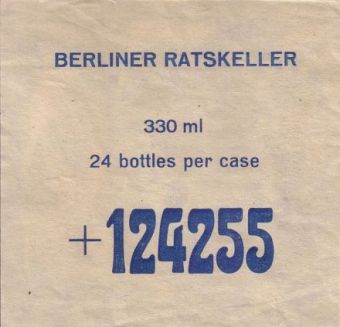 BERLINER RATSKELLER
330 ml
24 bottles per case
+124255